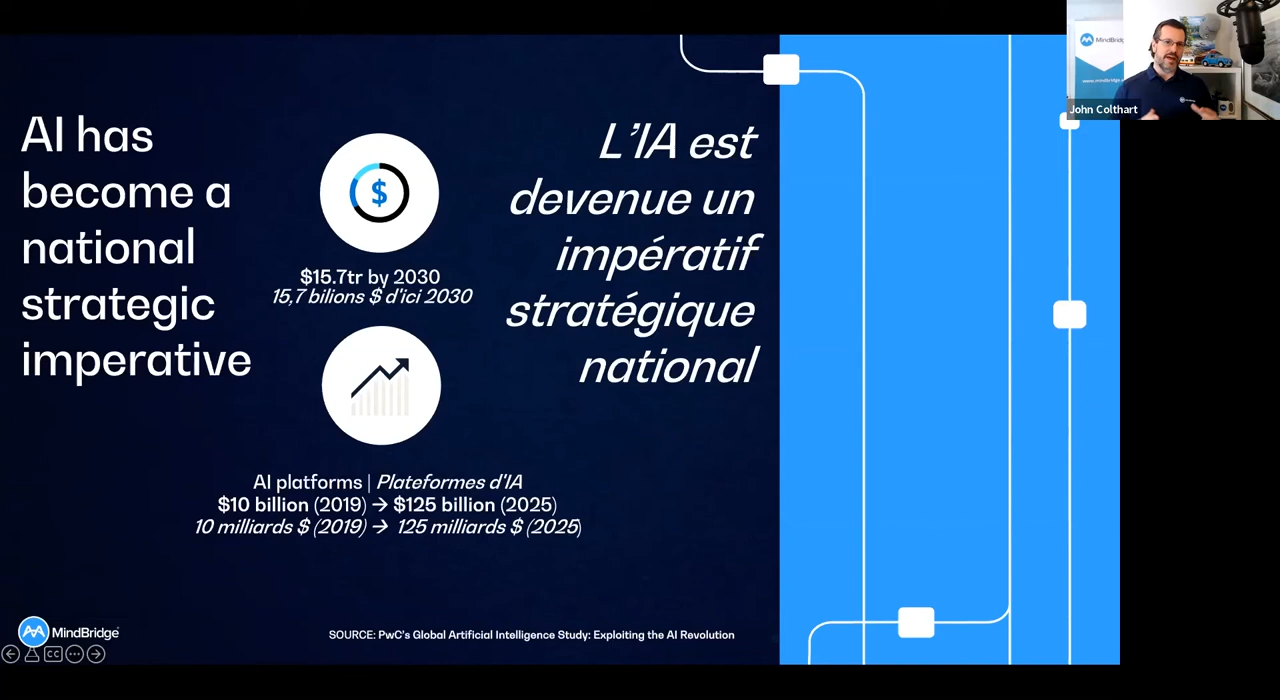 AI has
become a
national
strategic
imperative
$
$15.7tr by 2030
15,7 bilions $ d'ici 2030
L'IA est
devenue un
impératif
stratégique
national
AI platforms | Plateformes d'IA
$10 billion (2019) → $125 billion (2025)
10 milliards $ (2019) → 125 milliards $ (2025)
MindBridge
SOURCE: PwC's Global Artificial Intelligence Study: Exploiting the AI Revolution
CC
John Colthart